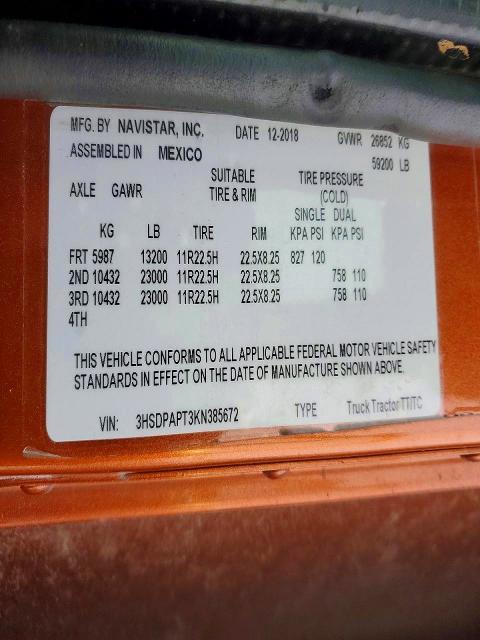 MFG. BY NAVISTAR, INC. DATE 12-2018 GVWR 26852 KG
ASSEMBLED IN MEXICO 59200 LB
SUITABLE TIRE PRESSURE
AXLE GAWR TIRE & RIM (COLD)
SINGLE DUAL
KG LB TIRE RIM KPA PSI KPA PSI
FRT 5987 13200 11R22.5H 22.5X8.25 827 120
2ND 10432 23000 11R22.5H 22.5X8.25 758 110
3RD 10432 23000 11R22.5H 22.5X8.25 758 110
4TH
THIS VEHICLE CONFORMS TO ALL APPLICABLE FEDERAL MOTOR VEHICLE SAFETY
STANDARDS IN EFFECT ON THE DATE OF MANUFACTURE SHOWN ABOVE.
VIN: 3HSDPAPT3KN385672 TYPE Truck Tractor TT/TC